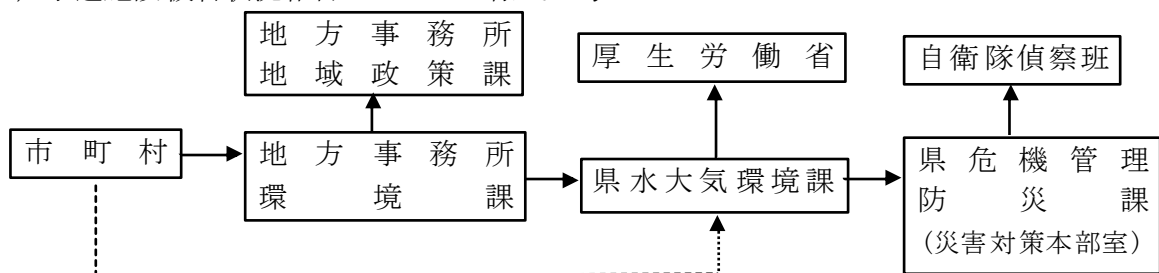 地方事務所
地域政策課
厚生労働省
自衛隊偵察班
市町村
地方事務所
環境課
県水大気環境課
県危機管理
防災課
(災害対策本部室)